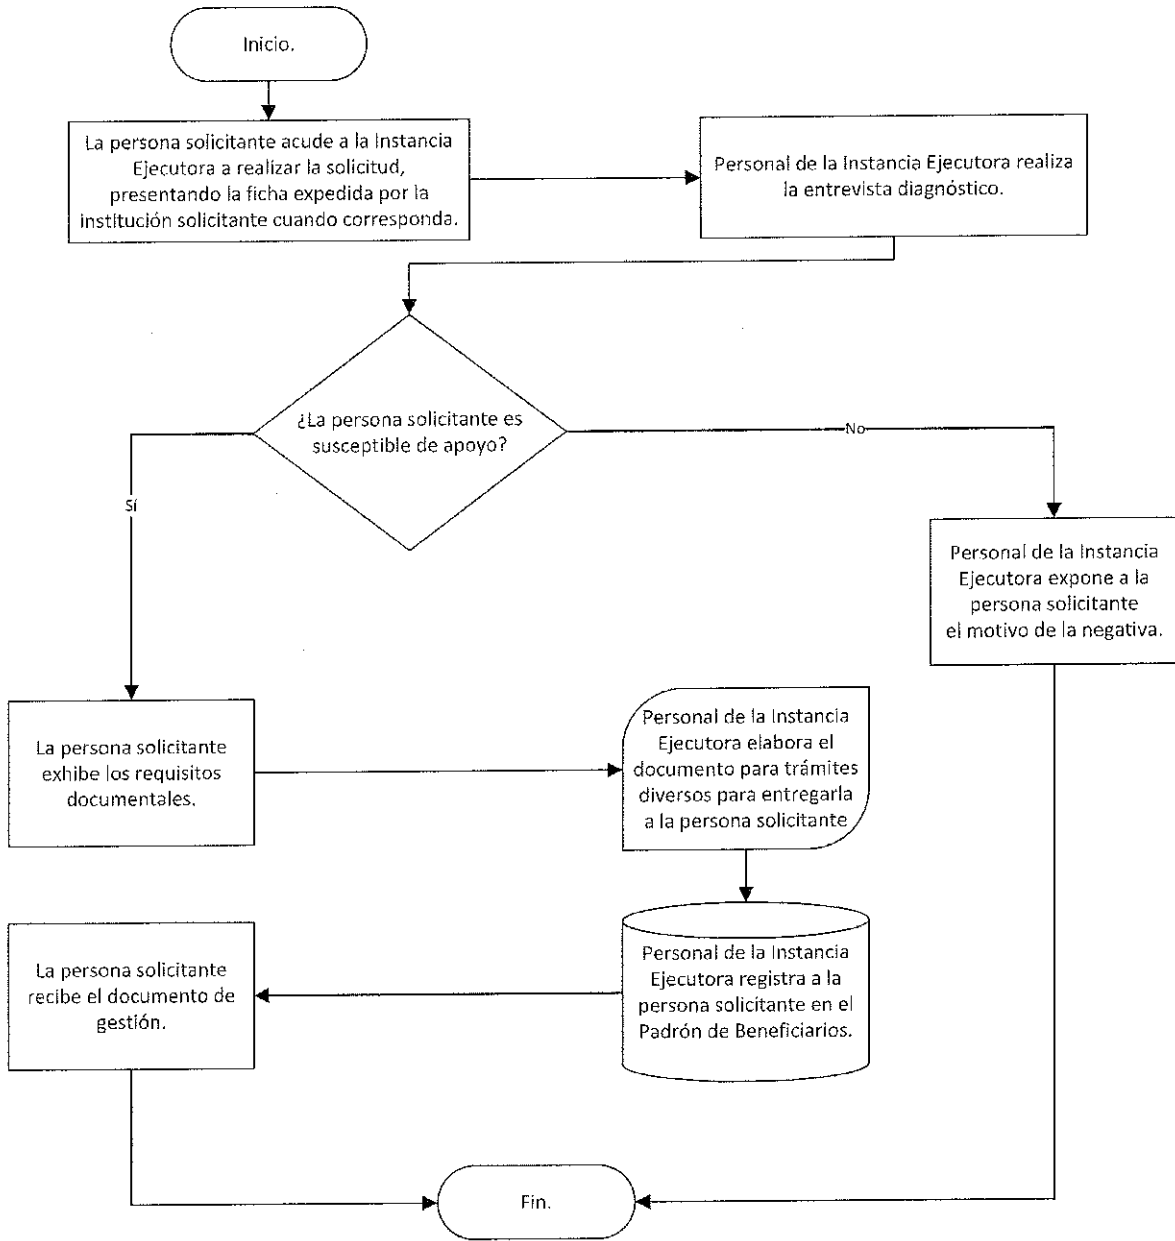 Inicio.
La persona solicitante acude a la Instancia
Ejecutora a realizar la solicitud,
presentando la ficha expedida por la
institución solicitante cuando corresponda.
Personal de la Instancia Ejecutora realiza
la entrevista diagnóstico.
¿La persona solicitante es
susceptible de apoyo?
No
Sí
Personal de la Instancia
Ejecutora expone a la
persona solicitante
el motivo de la negativa.
La persona solicitante
exhibe los requisitos
documentales.
Personal de la Instancia
Ejecutora elabora el
documento para trámites
diversos para entregarla
a la persona solicitante
Personal de la Instancia
Ejecutora registra a la
persona solicitante en el
Padrón de Beneficiarios.
La persona solicitante
recibe el documento de
gestión.
Fin.